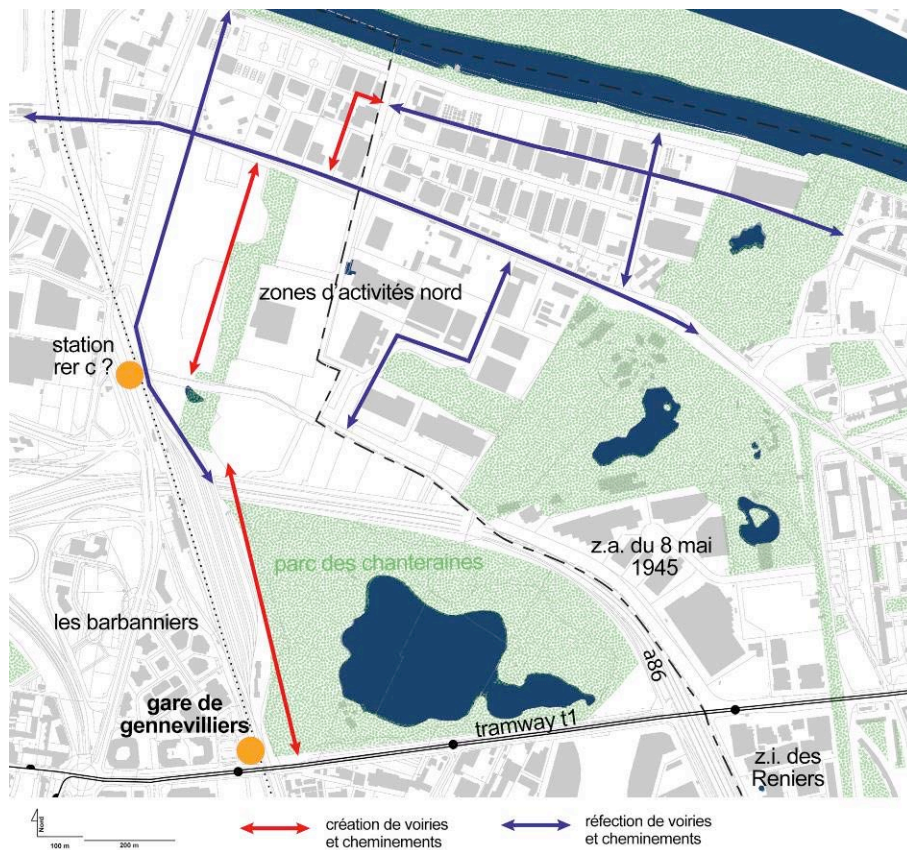 zones d'activités nord
station
rer c ?
z.a. du 8 mai
1945
parc des chanteraines
les barbanniers
a86
gare de
gennevilliers
tramway t1
z.i. des
Reniers
Nord
100 m
200 m
création de voiries
et cheminements
réfection de voiries
et cheminements